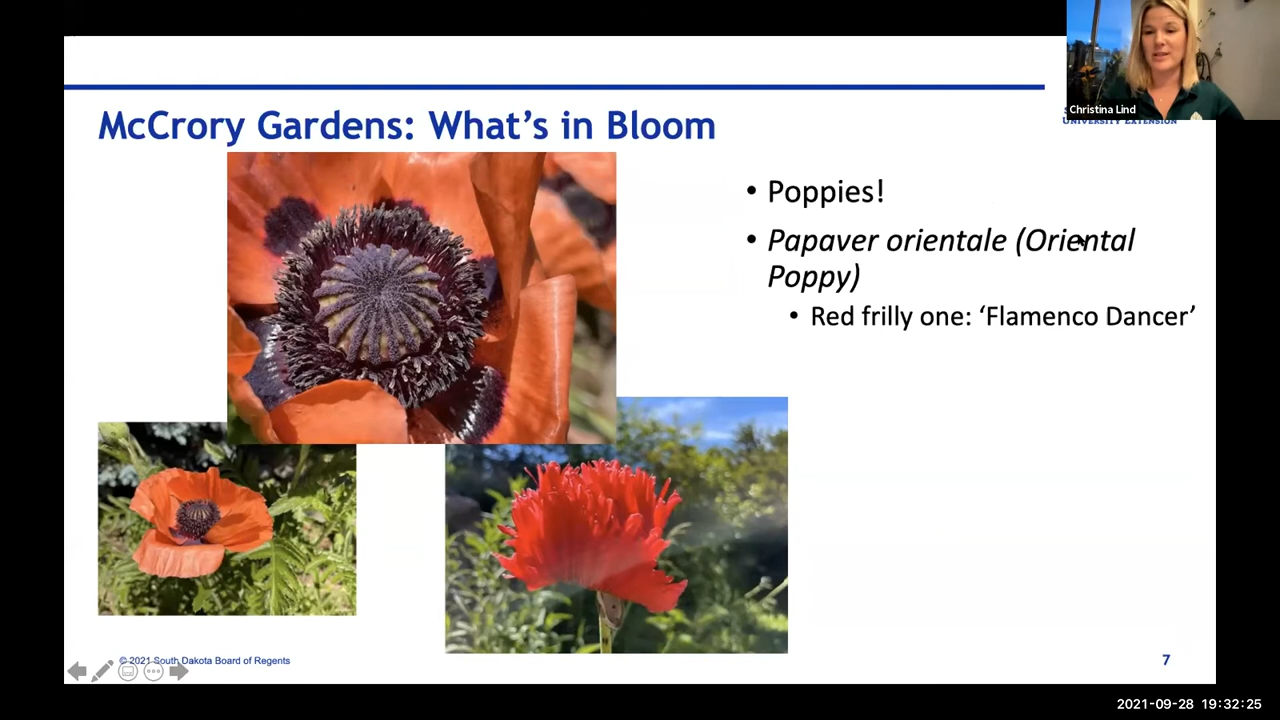 Christina Lind
University Extension
McCrory Gardens: What's in Bloom
• Poppies!
• Papaver orientale (Oriental
Poppy)
• Red frilly one: ‘Flamenco Dancer’
© 2021 South Dakota Board of Regents
7
2021-09-28 19:32:25